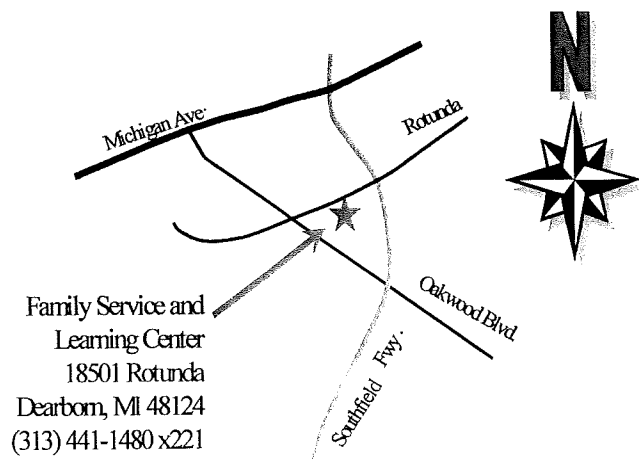 N
Michigan Ave.
Rotunda
Oakwood Blvd.
Southfield Fwy.
Family Service and
Learning Center
18501 Rotunda
Dearborn, MI 48124
(313) 441-1480 x221